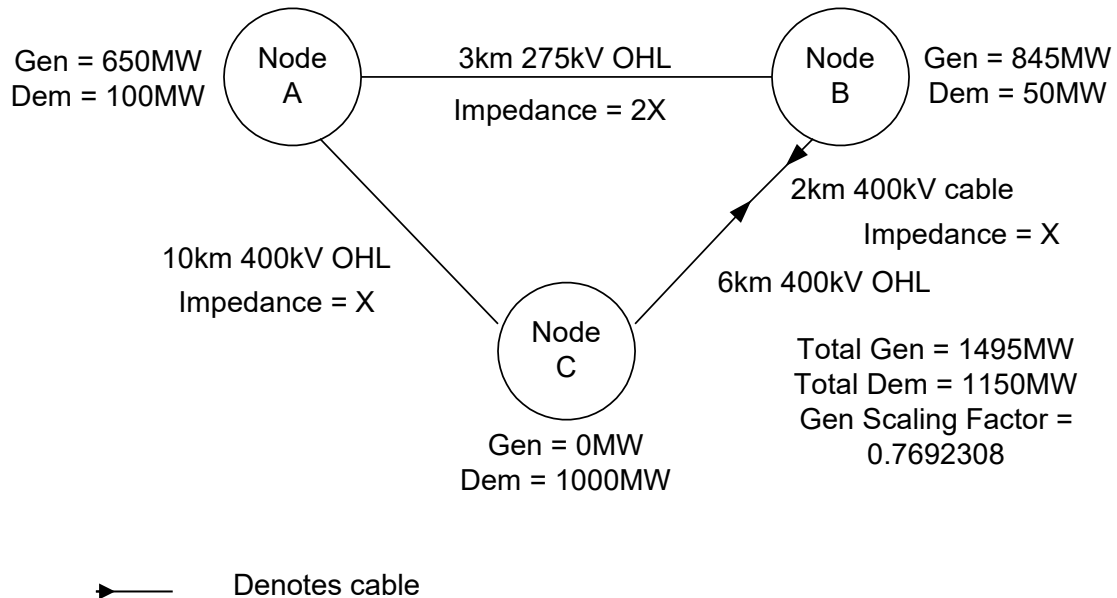 Gen = 650MW
Dem = 100MW
Node
A
3km 275kV OHL
Impedance = 2X
Node
B
Gen = 845MW
Dem = 50MW
2km 400kV cable
Impedance = X
10km 400kV OHL
Impedance = X
6km 400kV OHL
Node
C
Gen = 0MW
Dem = 1000MW
Total Gen = 1495MW
Total Dem = 1150MW
Gen Scaling Factor =
0.7692308
Denotes cable